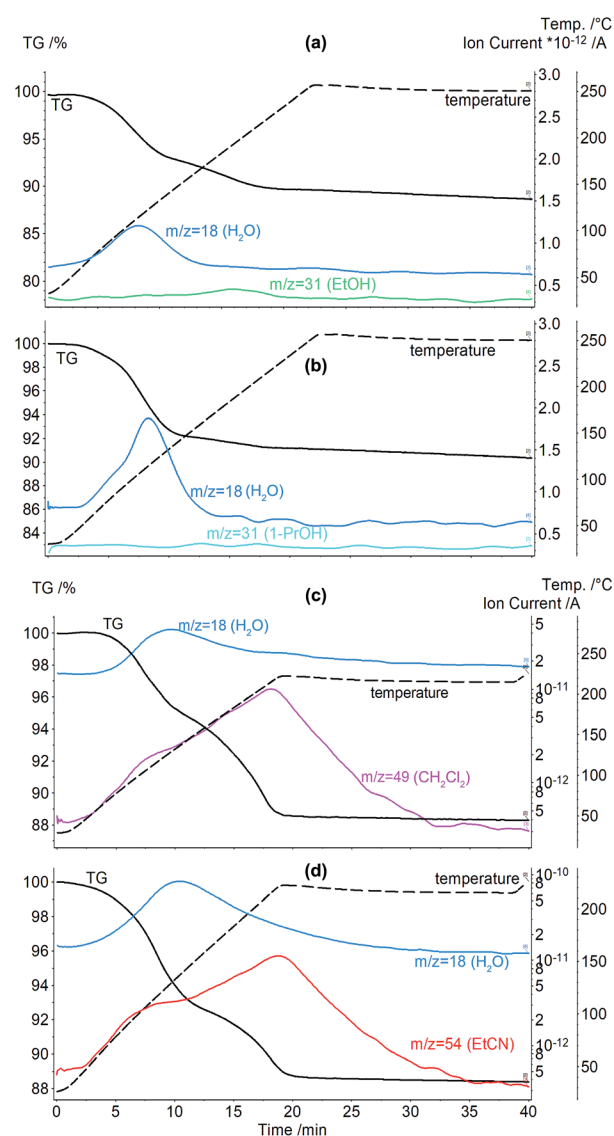 Temp. /°C
TG /%
(a)
Ion Current *10⁻¹² /A
3.0
100
250
TG
temperature
2.5
95
200
2.0
90
150
1.5
85
m/z=18 (H₂O)
100
1.0
m/z=31 (EtOH)
80
50
0.5
3.0
100
TG
temperature
250
98
(b)
2.5
96
200
94
2.0
92
150
90
1.5
88
m/z=18 (H₂O)
100
86
1.0
84
m/z=31 (1-PrOH)
0.5
50
TG /%
(c)
Temp. /°C
Ion Current /A
TG
m/z=18 (H₂O)
5
100
250
2
98
temperature
10⁻¹¹
8
200
96
5
94
150
2
92
m/z=49 (CH₂Cl₂)
10⁻¹²
100
8
90
5
50
88
(d)
10⁻¹⁰
TG
temperature
8
100
5
200
98
2
96
m/z=18 (H₂O)
10⁻¹¹
150
8
94
5
92
100
2
m/z=54 (EtCN)
90
10⁻¹²
8
50
88
5
0 5 10 15 20 25 30 35 40
Time /min